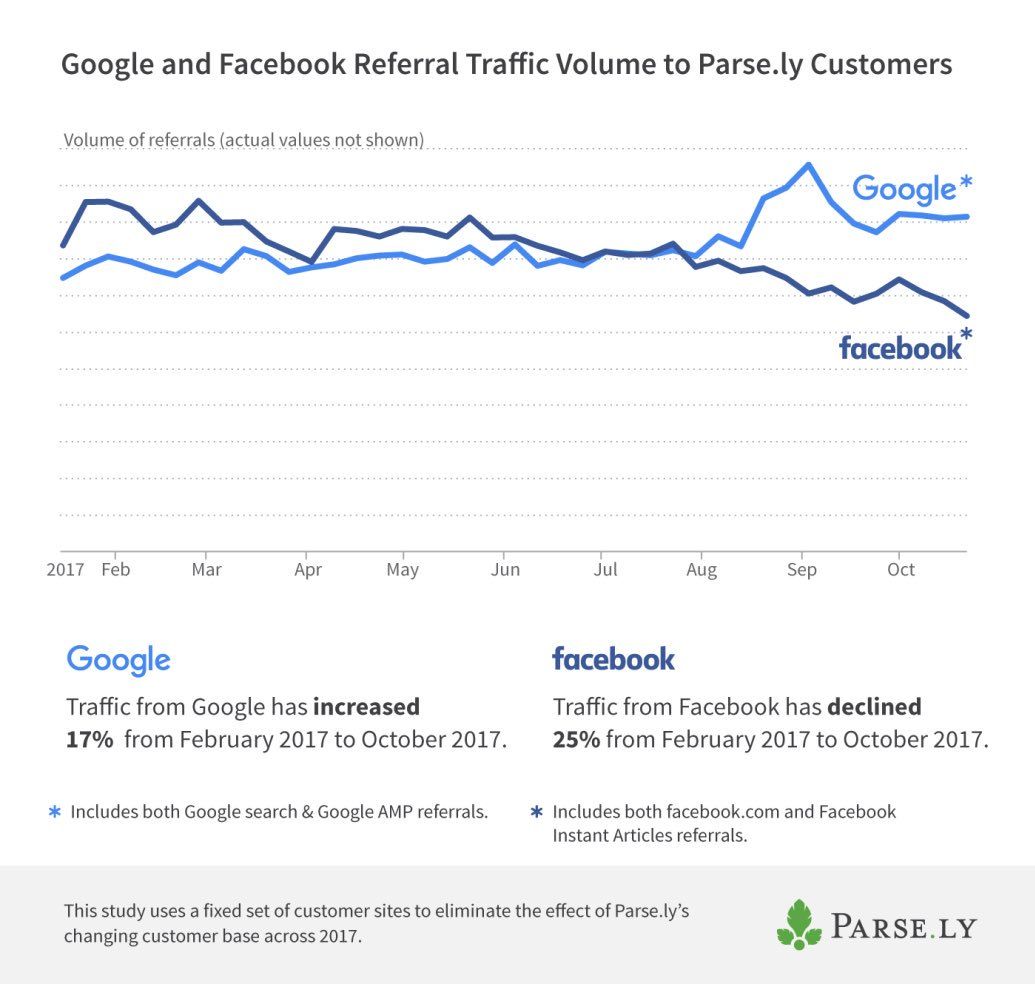 Google and Facebook Referral Traffic Volume to Parse.ly Customers
Volume of referrals (actual values not shown)
Google*
facebook*
2017 Feb Mar Apr May Jun Jul Aug Sep Oct
Google
Traffic from Google has increased
17% from February 2017 to October 2017.
facebook
Traffic from Facebook has declined
25% from February 2017 to October 2017.
* Includes both Google search & Google AMP referrals.
* Includes both facebook.com and Facebook
Instant Articles referrals.
This study uses a fixed set of customer sites to eliminate the effect of Parse.ly’s
changing customer base across 2017.
PARSE.LY